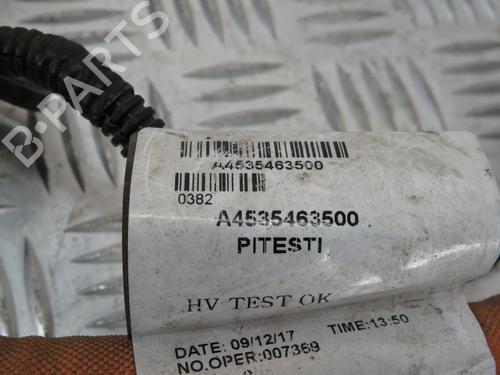 B-PARTS
A4535463500
0382
A4535463500
PITESTI
HV TEST OK
DATE: 09/12/17 TIME:13:50
NO.OPER:007369